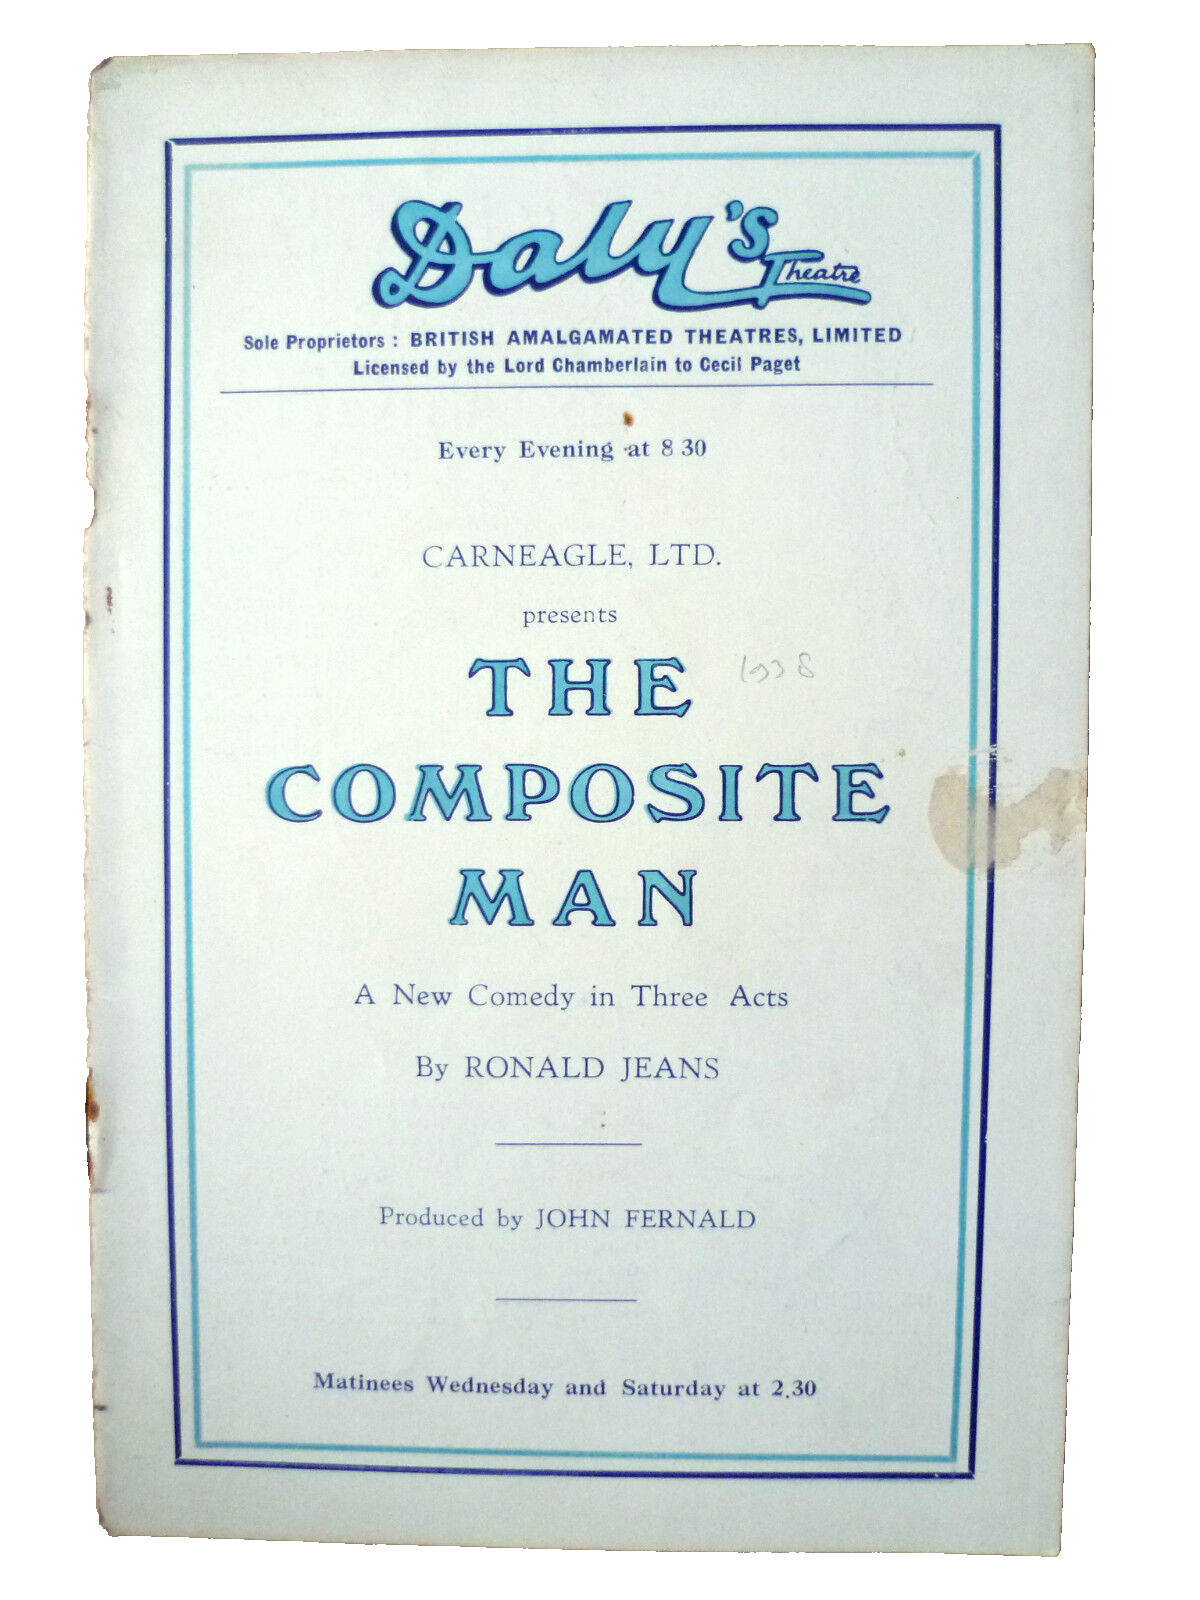 Daly's Theatre
Sole Proprietors : BRITISH AMALGAMATED THEATRES, LIMITED
Licensed by the Lord Chamberlain to Cecil Paget
Every Evening at 8 30
CARNEAGLE, LTD.
presents
THE
1938
COMPOSITE
MAN
A New Comedy in Three Acts
By RONALD JEANS
Produced by JOHN FERNALD
Matinees Wednesday and Saturday at 2.30